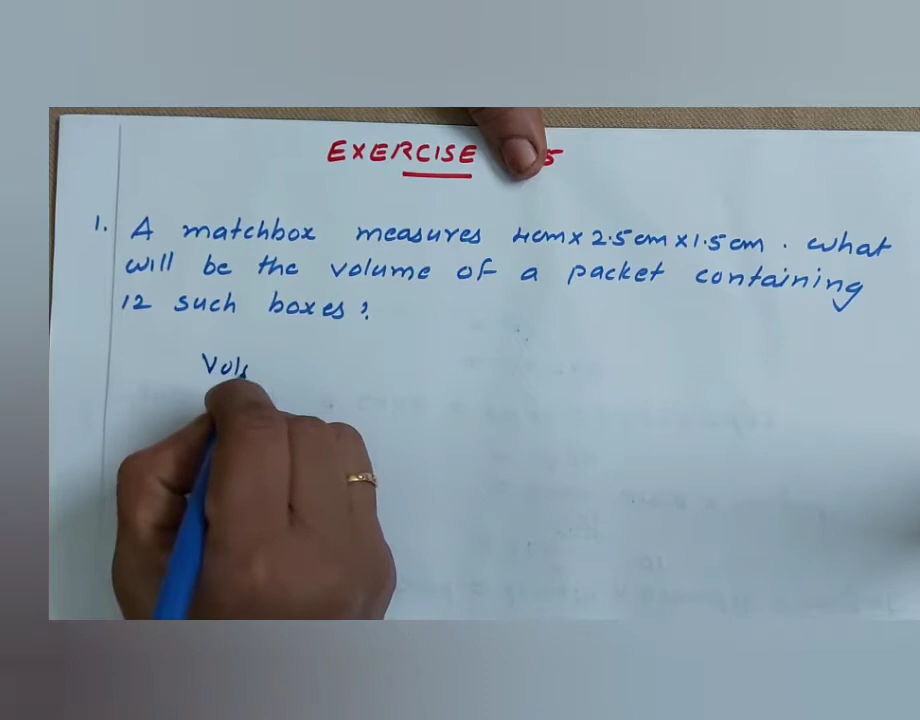 EXERCISE 5
1. A matchbox measures 4cm x 2.5cm x 1.5cm. what
will be the volume of a packet containing
12 such boxes?
Vol